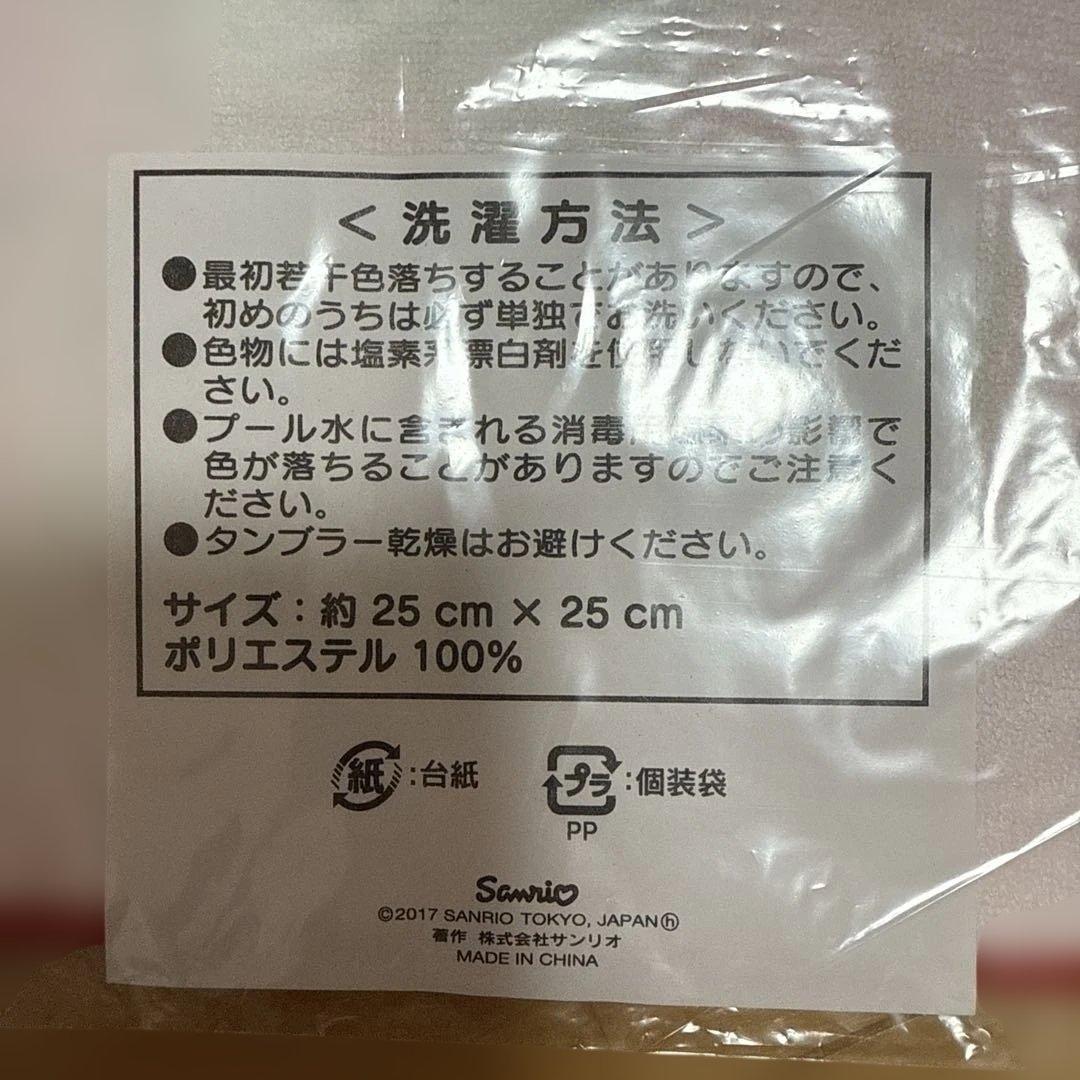 <洗濯方法>
●最初若干色落ちすることがありますので、
初めのうちは必ず単独でお洗いください。
●色物には塩素系漂白剤を使用しないでくだ
さい。
●プール水に含まれる消毒用 の影響で
色が落ちることがありますのでご注意く
ださい。
●タンブラー乾燥はお避けください。
サイズ：約 25 cm × 25 cm
ポリエステル 100%
紙:台紙
プラ:個装袋
PP
Sanrio
©2017 SANRIO TOKYO, JAPAN ⓗ
著作 株式会社サンリオ
MADE IN CHINA